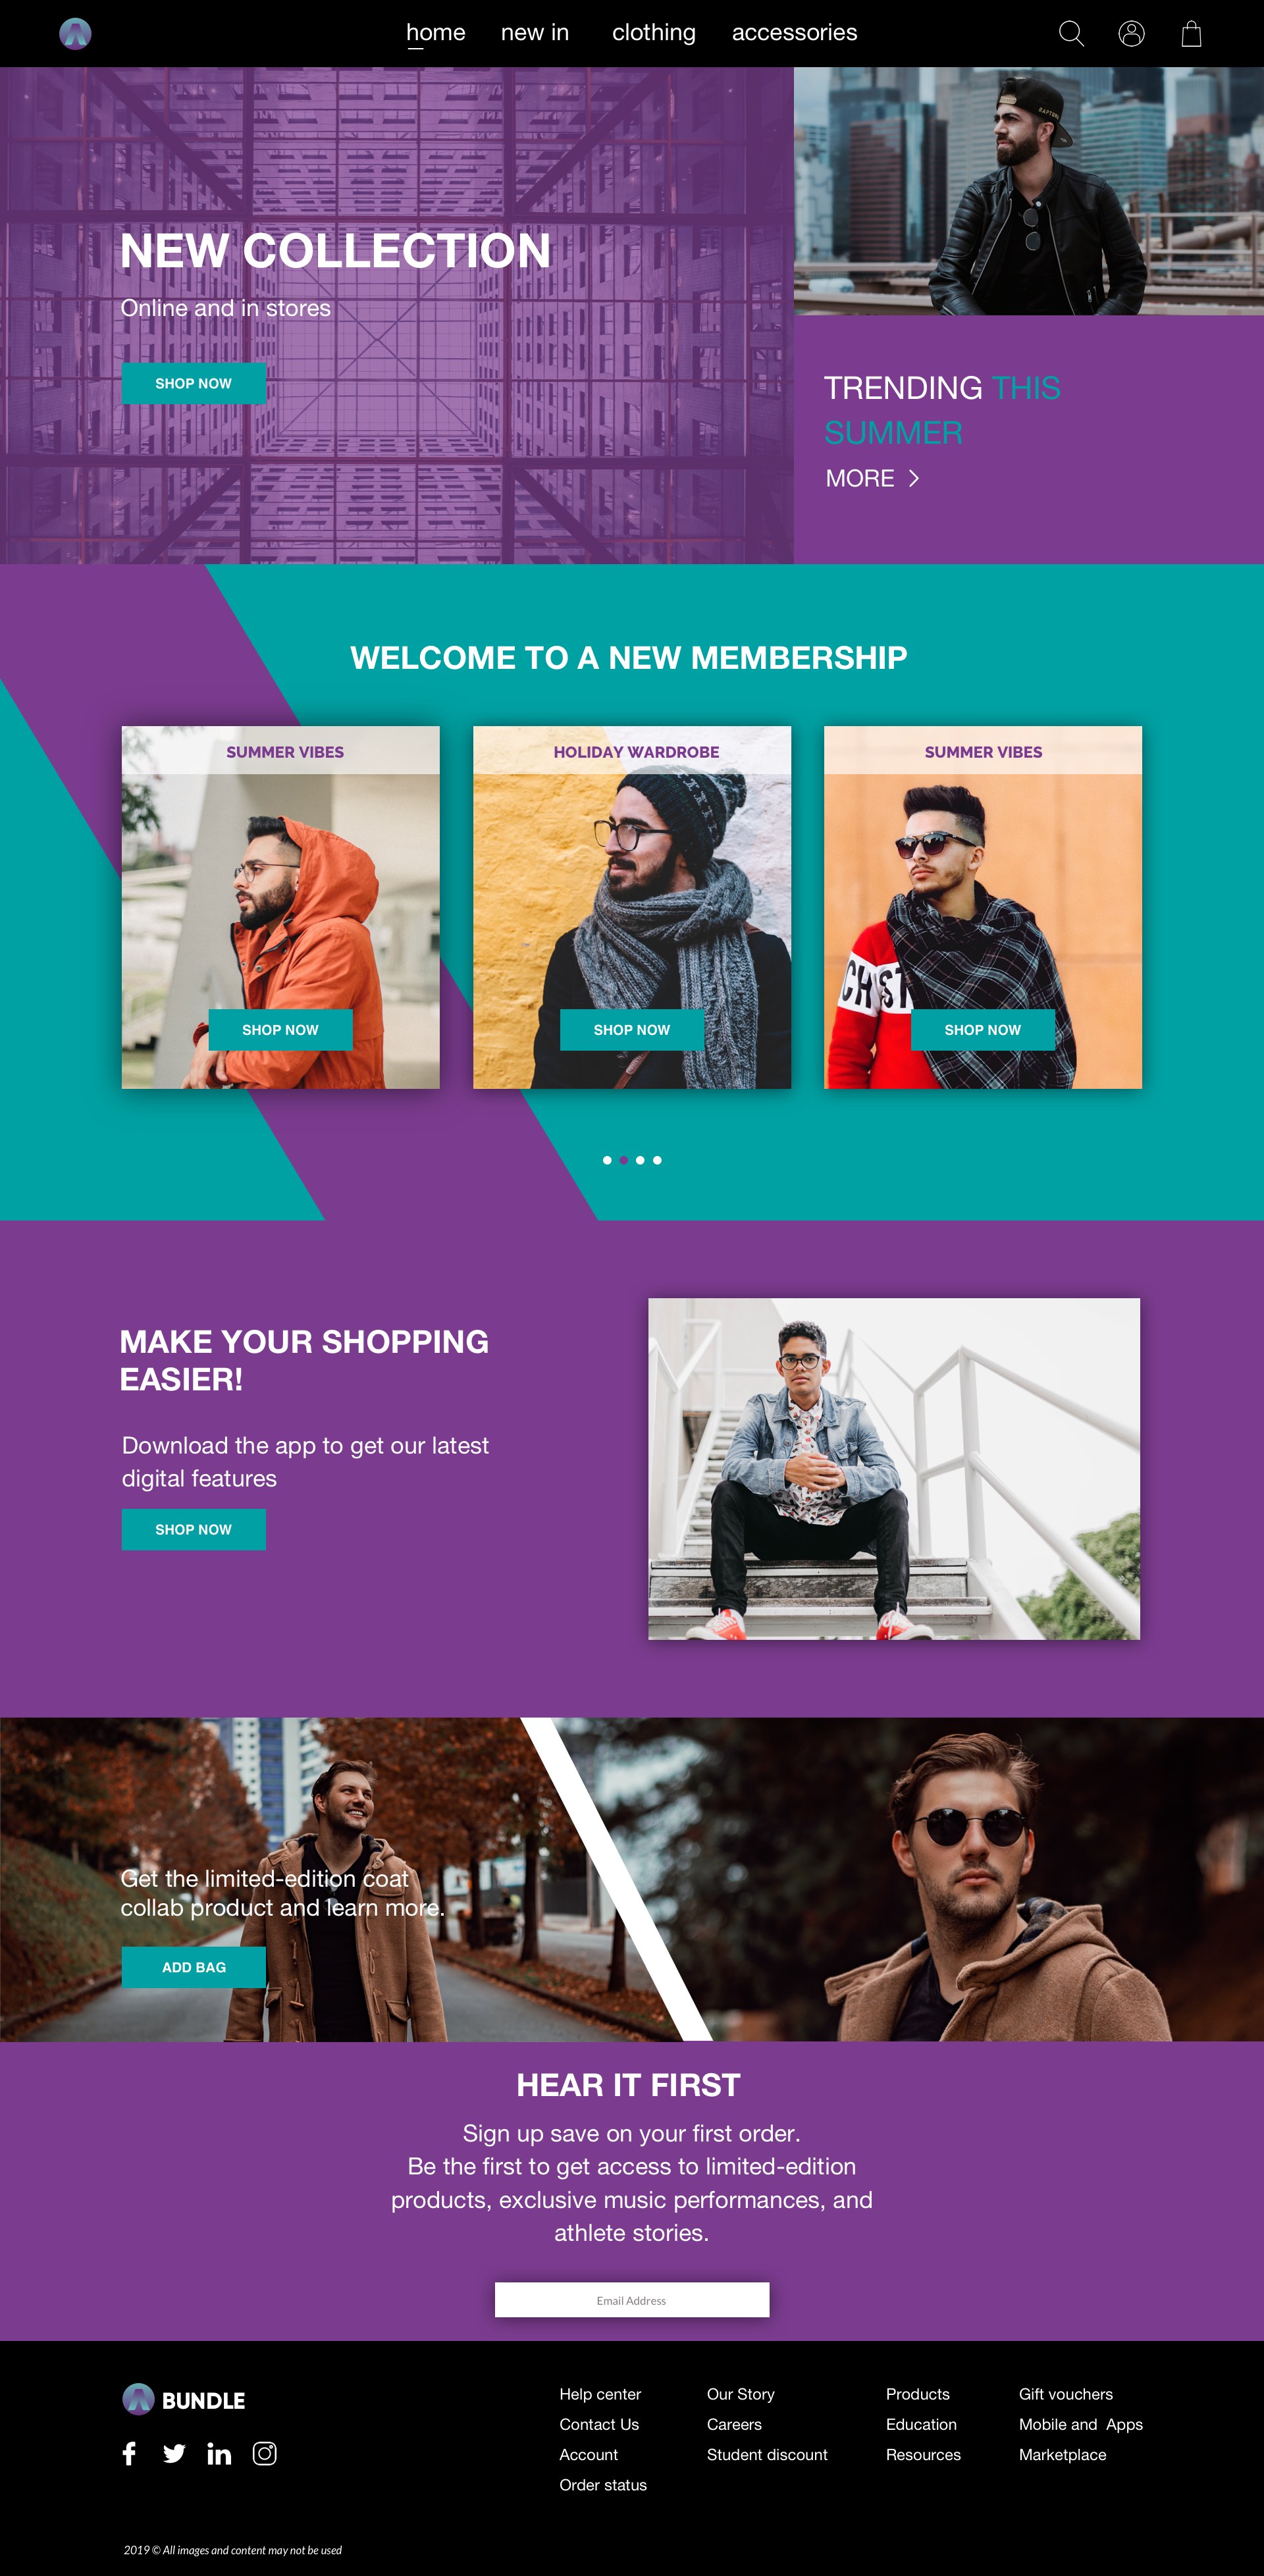 home new in clothing accessories
RAPTORS
NEW COLLECTION
Online and in stores
SHOP NOW
TRENDING THIS
SUMMER
MORE
WELCOME TO A NEW MEMBERSHIP
SUMMER VIBES
HOLIDAY WARDROBE
SUMMER VIBES
CH ST
SHOP NOW
SHOP NOW
SHOP NOW
MAKE YOUR SHOPPING
EASIER!
Download the app to get our latest
digital features
SHOP NOW
Get the limited-edition coat
collab product and learn more.
ADD BAG
HEAR IT FIRST
Sign up save on your first order.
Be the first to get access to limited-edition
products, exclusive music performances, and
athlete stories.
Email Address
BUNDLE
Help center
Contact Us
Account
Order status
Our Story
Careers
Student discount
Products
Education
Resources
Gift vouchers
Mobile and  Apps
Marketplace
2019 © All images and content may not be used